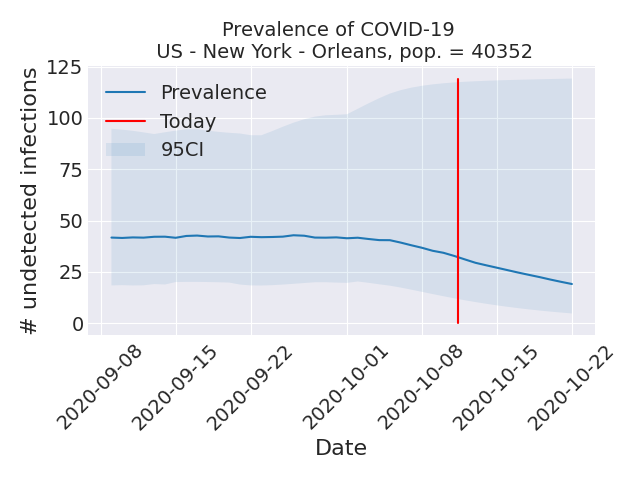 Prevalence of COVID-19
US - New York - Orleans, pop. = 40352
# undetected infections
125
100
75
50
25
0
Prevalence
Today
95CI
2020-09-08
2020-09-15
2020-09-22
2020-10-01
2020-10-08
2020-10-15
2020-10-22
Date